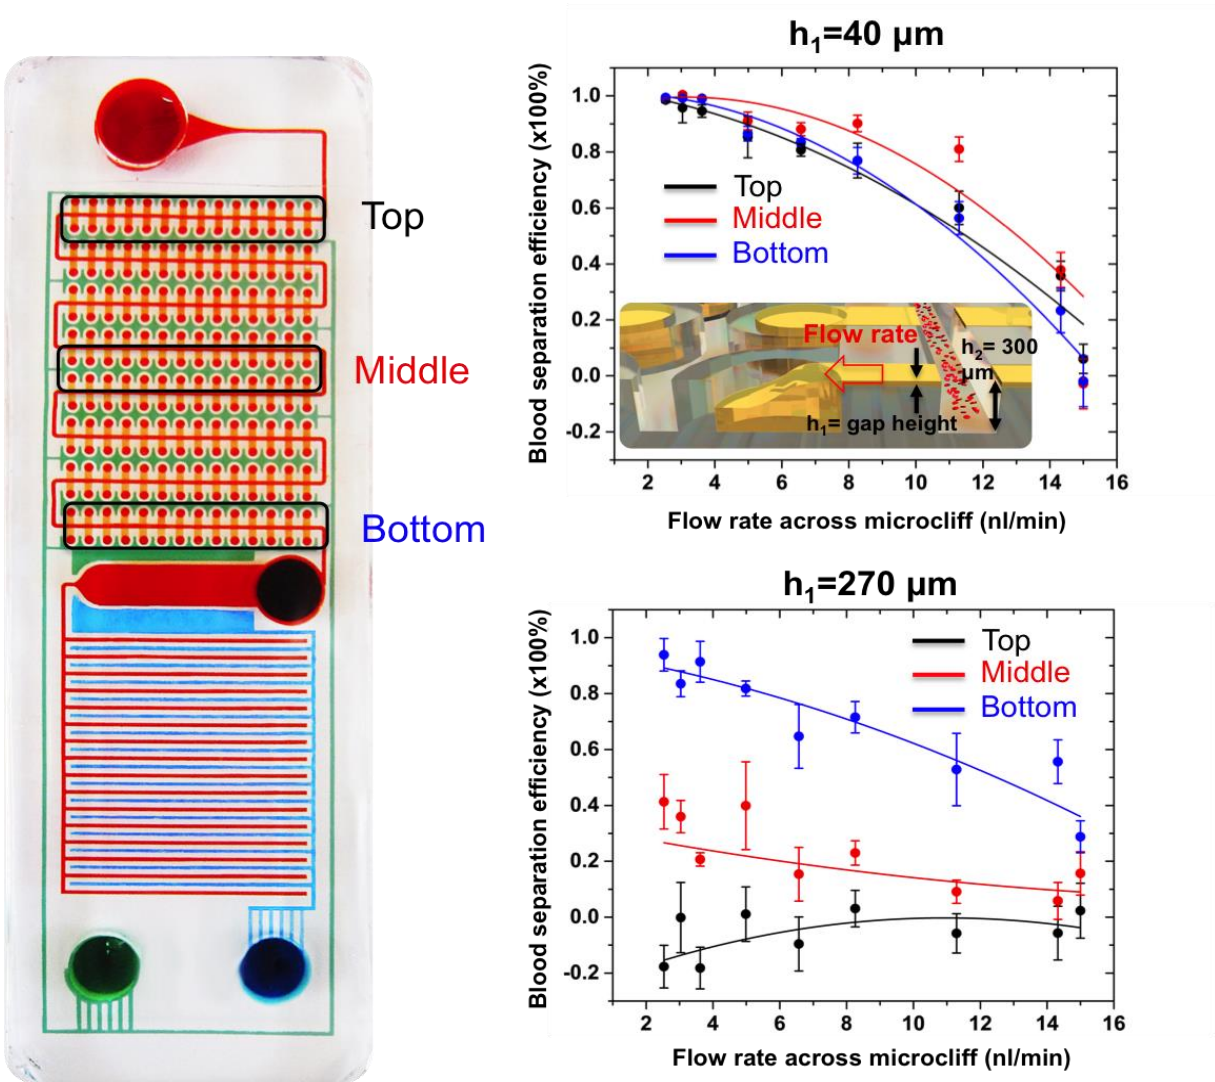 Top
Middle
Bottom
h₁=40 µm
Blood separation efficiency (x100%)
1.0
0.8
0.6
0.4
0.2
0.0
-0.2
Top
Middle
Bottom
Flow rate
h₂= 300
µm
h₁= gap height
2 4 6 8 10 12 14 16
Flow rate across microcliff (nl/min)
h₁=270 µm
Blood separation efficiency (x100%)
1.0
0.8
0.6
0.4
0.2
0.0
-0.2
Top
Middle
Bottom
2 4 6 8 10 12 14 16
Flow rate across microcliff (nl/min)